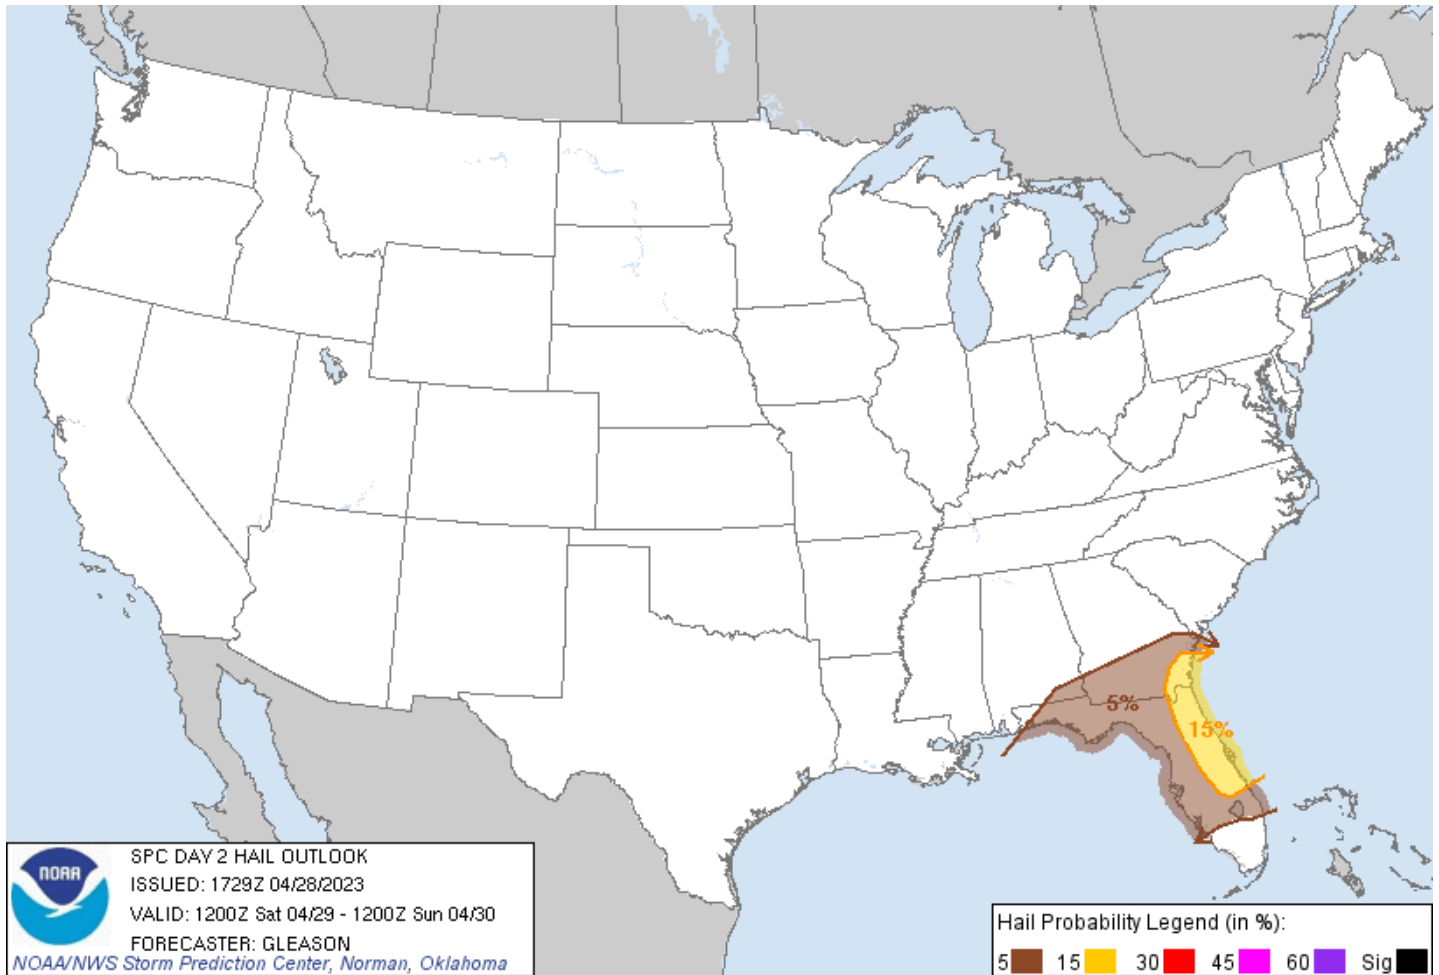 5%
15%
NOAA
SPC DAY 2 HAIL OUTLOOK
ISSUED: 1729Z 04/28/2023
VALID: 1200Z Sat 04/29 - 1200Z Sun 04/30
FORECASTER: GLEASON
NOAA/NWS Storm Prediction Center, Norman, Oklahoma
Hail Probability Legend (in %):
5 15 30 45 60 Sig